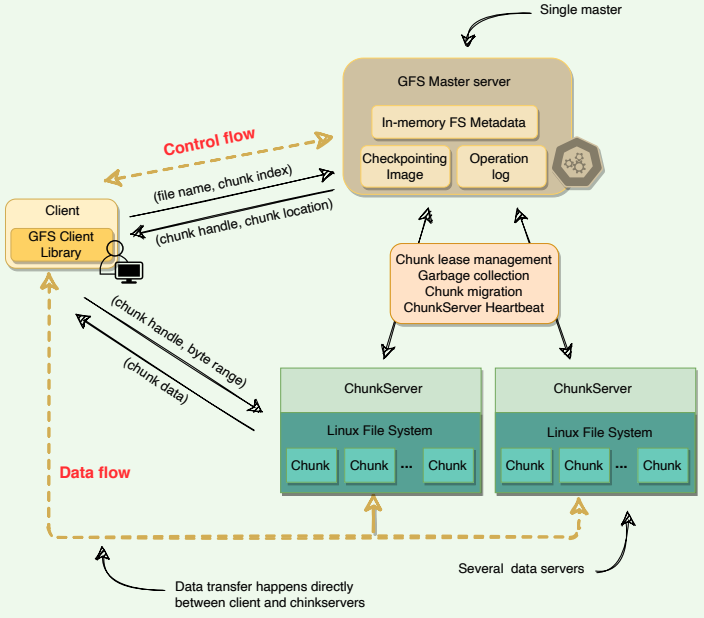 Single master
GFS Master server
In-memory FS Metadata
Checkpointing
Image
Operation
log
Control flow
(file name, chunk index)
(chunk handle, chunk location)
Client
GFS Client
Library
Chunk lease management
Garbage collection
Chunk migration
ChunkServer Heartbeat
(chunk handle, byte range)
(chunk data)
ChunkServer
Linux File System
Chunk Chunk ... Chunk
ChunkServer
Linux File System
Chunk Chunk ... Chunk
Data flow
Several data servers
Data transfer happens directly
between client and chinkservers